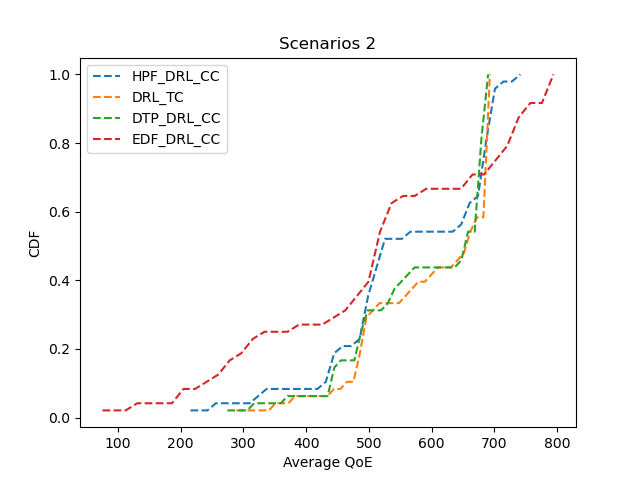 Scenarios 2
HPF_DRL_CC
DRL_TC
DTP_DRL_CC
EDF_DRL_CC
CDF
1.0
0.8
0.6
0.4
0.2
0.0
100 200 300 400 500 600 700 800
Average QoE